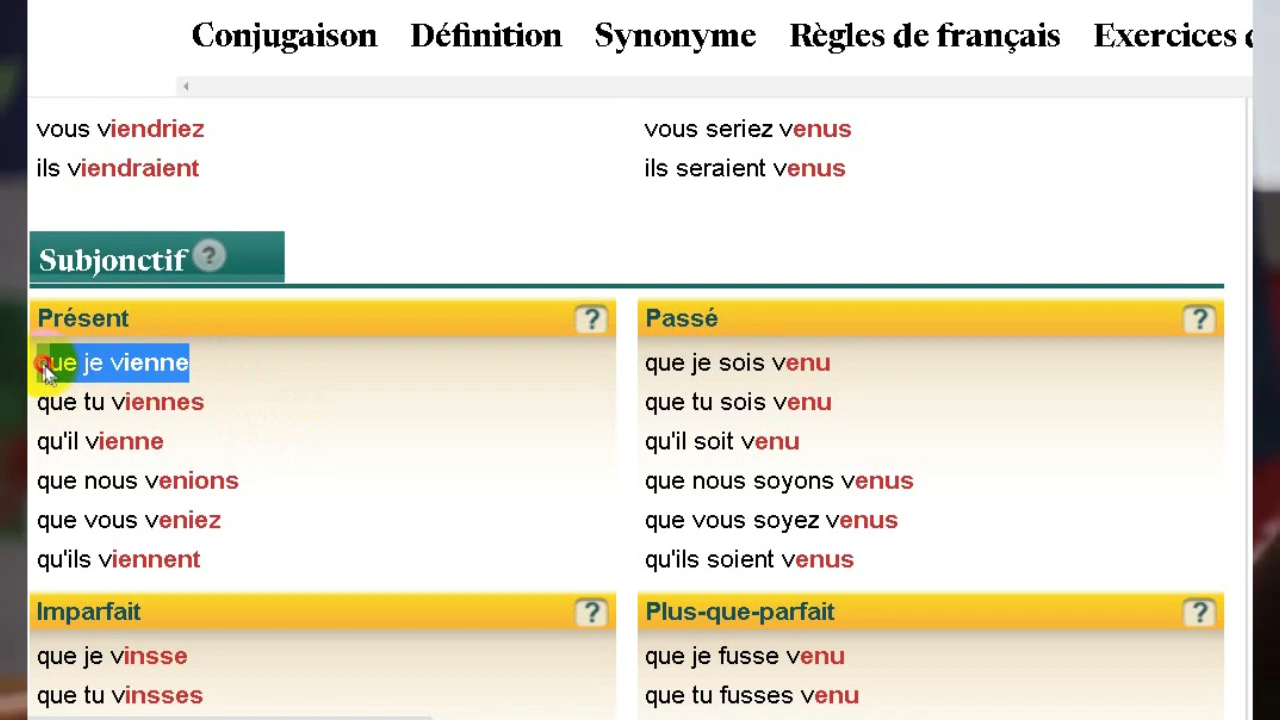 Conjugaison Définition Synonyme Règles de français Exercices
vous viendriez
ils viendraient
vous seriez venus
ils seraient venus
Subjonctif ?
Présent ?
que je vienne
que tu viennes
qu'il vienne
que nous venions
que vous veniez
qu'ils viennent
Passé ?
que je sois venu
que tu sois venu
qu'il soit venu
que nous soyons venus
que vous soyez venus
qu'ils soient venus
Imparfait ?
que je vinsse
que tu vinsses
Plus-que-parfait ?
que je fusse venu
que tu fusses venu